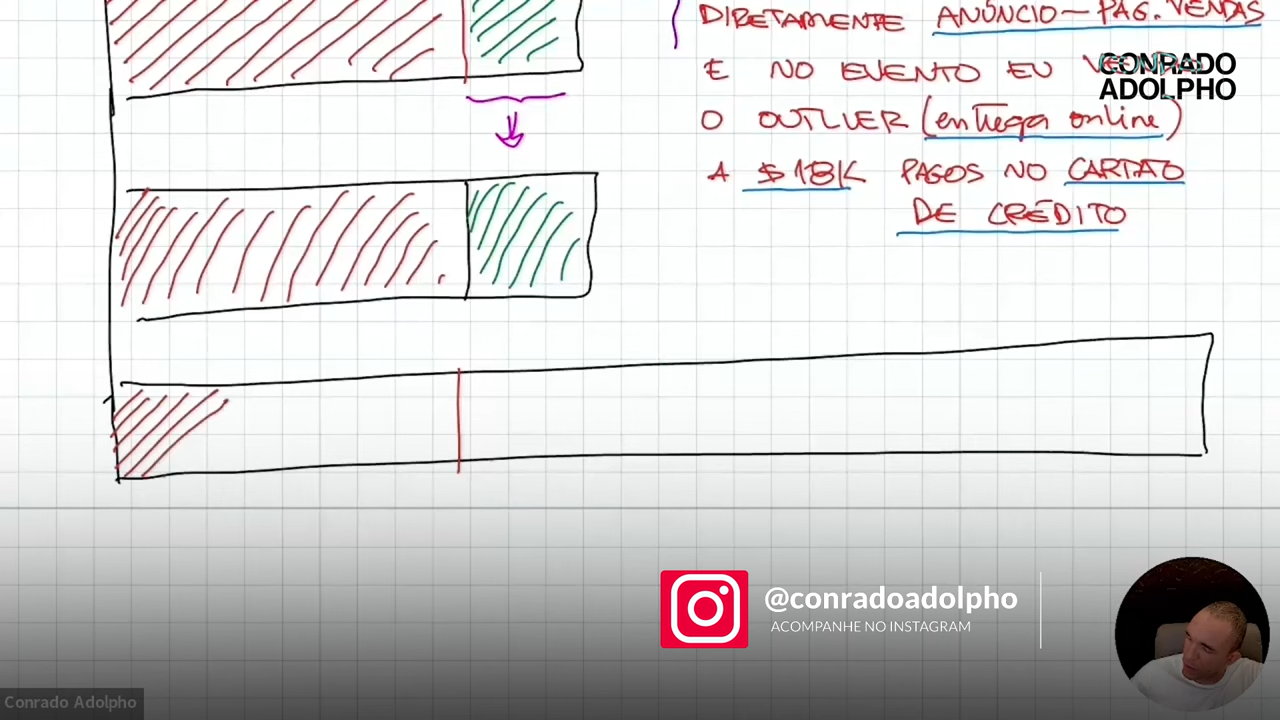 DIRETAMENTE ANÚNCIO - PÁG. VENDAS
E NO EVENTO EU
CONRADO
ADOLPHO
O OUTLIER (entrega online)
A $ 18K PAGOS NO CARTÃO
DE CRÉDITO
@conradoadolpho
ACOMPANHE NO INSTAGRAM
Conrado Adolpho